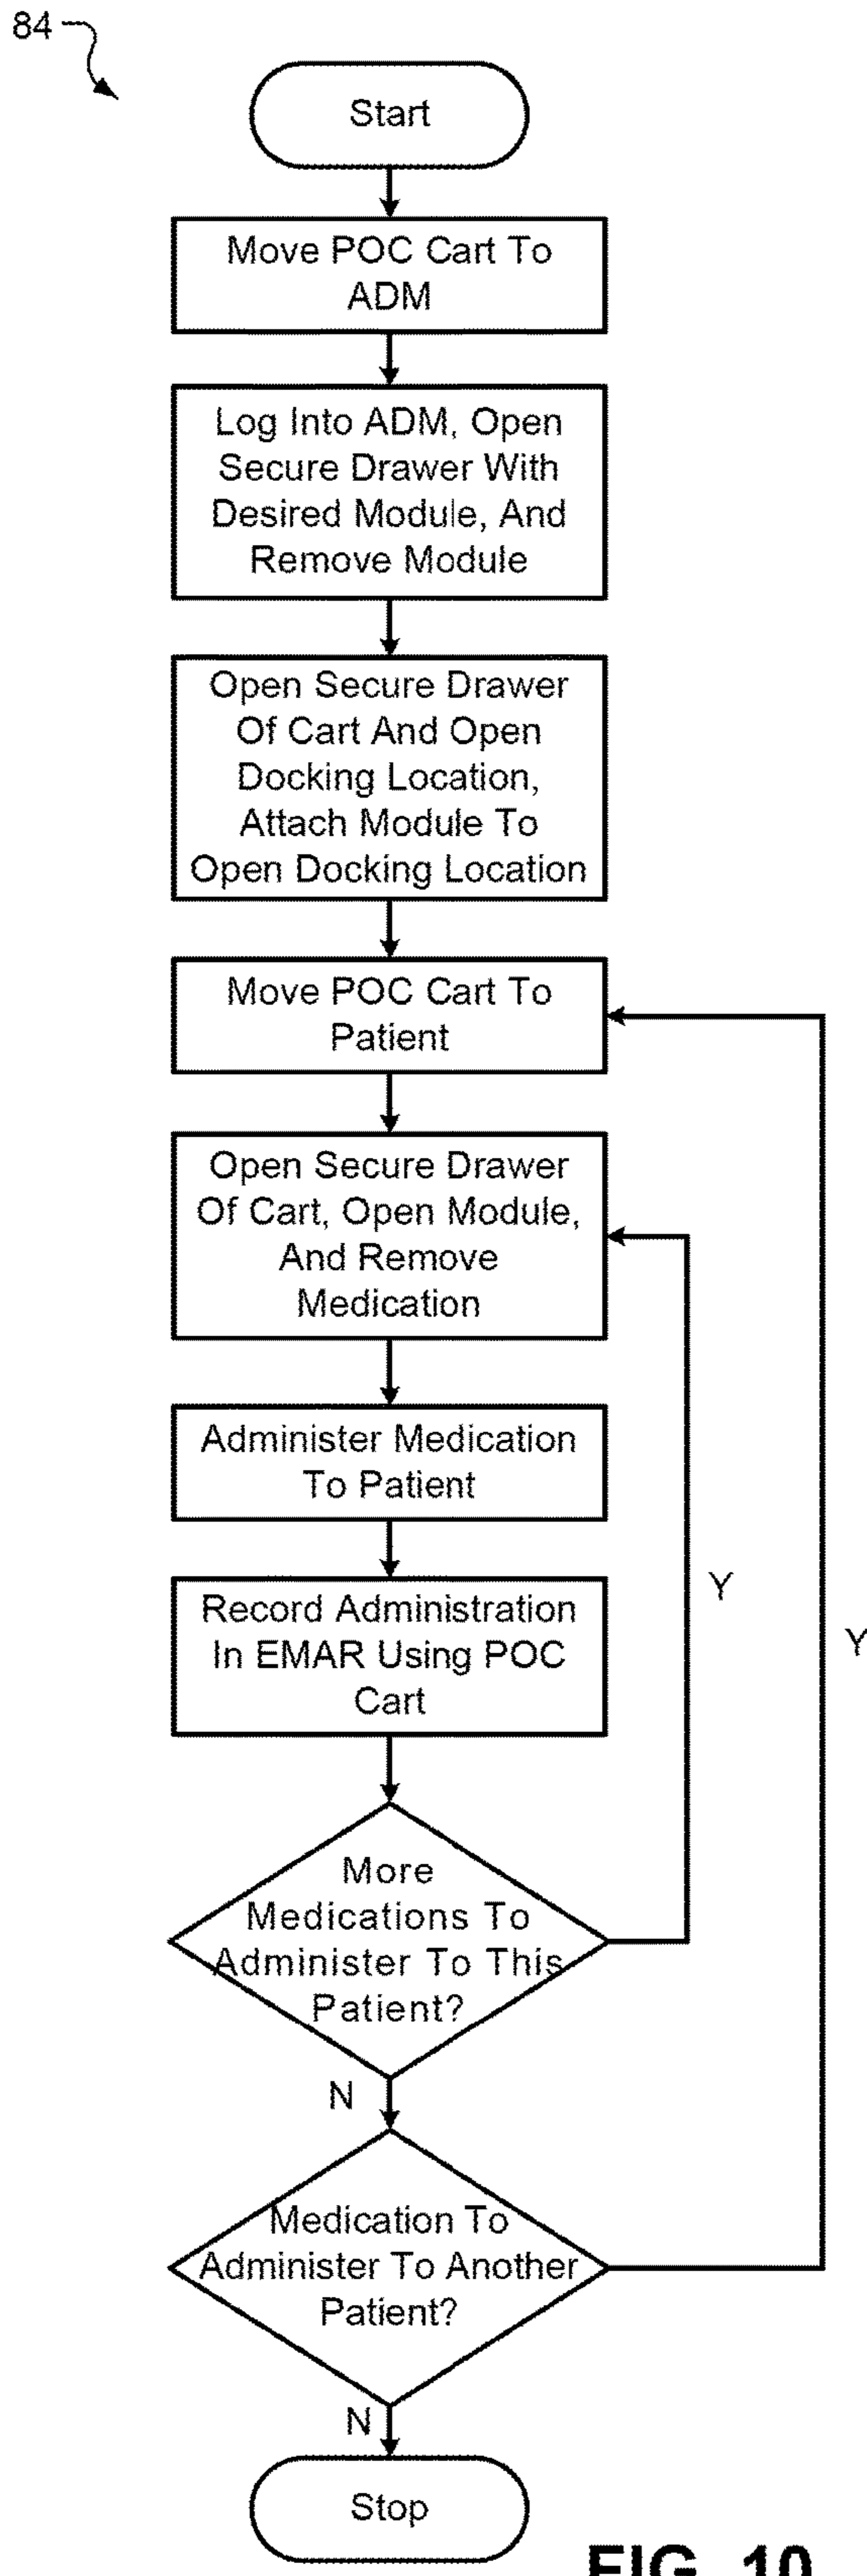 84
Start
Move POC Cart To
ADM
Log Into ADM, Open
Secure Drawer With
Desired Module, And
Remove Module
Open Secure Drawer
Of Cart And Open
Docking Location,
Attach Module To
Open Docking Location
Move POC Cart To
Patient
Open Secure Drawer
Of Cart, Open Module,
And Remove
Medication
Administer Medication
To Patient
Record Administration
In EMAR Using POC
Cart
Y
Y
More
Medications To
Administer To This
Patient?
N
Medication To
Administer To Another
Patient?
N
Stop
FIG. 10